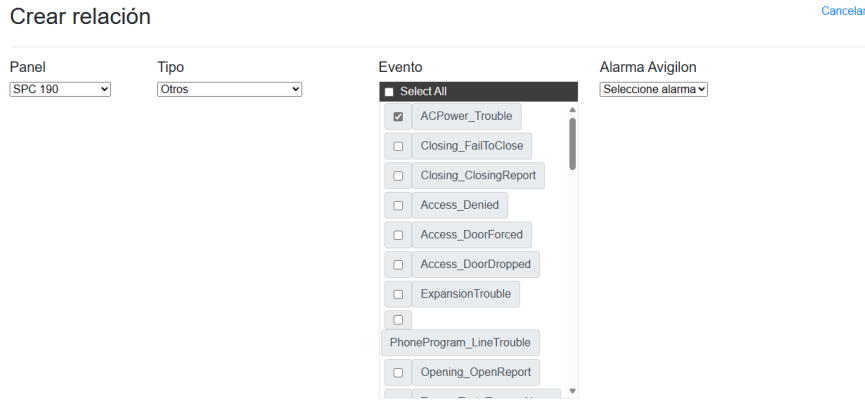 Crear relación
Cancelar
Panel
Tipo
Evento
Alarma Avigilon
SPC 190
Otros
Select All
Seleccione alarma
ACPower_Trouble
Closing_FailToClose
Closing_ClosingReport
Access_Denied
Access_DoorForced
Access_DoorDropped
ExpansionTrouble
PhoneProgram_LineTrouble
Opening_OpenReport